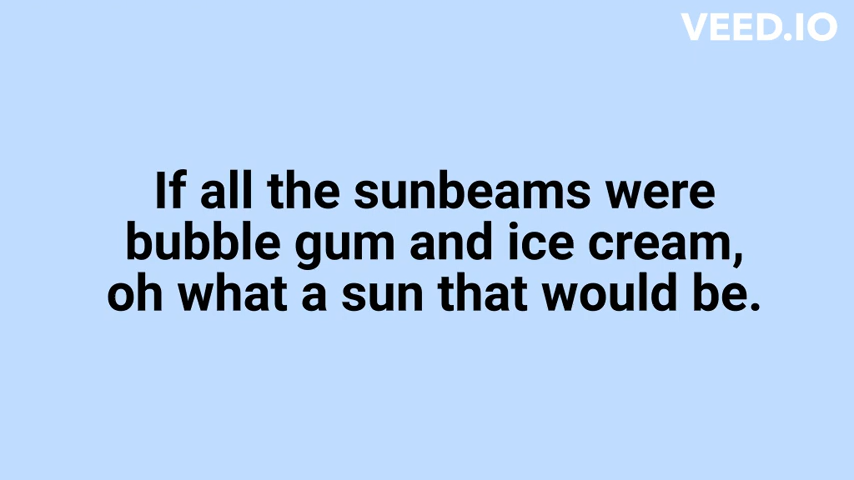 VEED.IO
If all the sunbeams were
bubble gum and ice cream,
oh what a sun that would be.